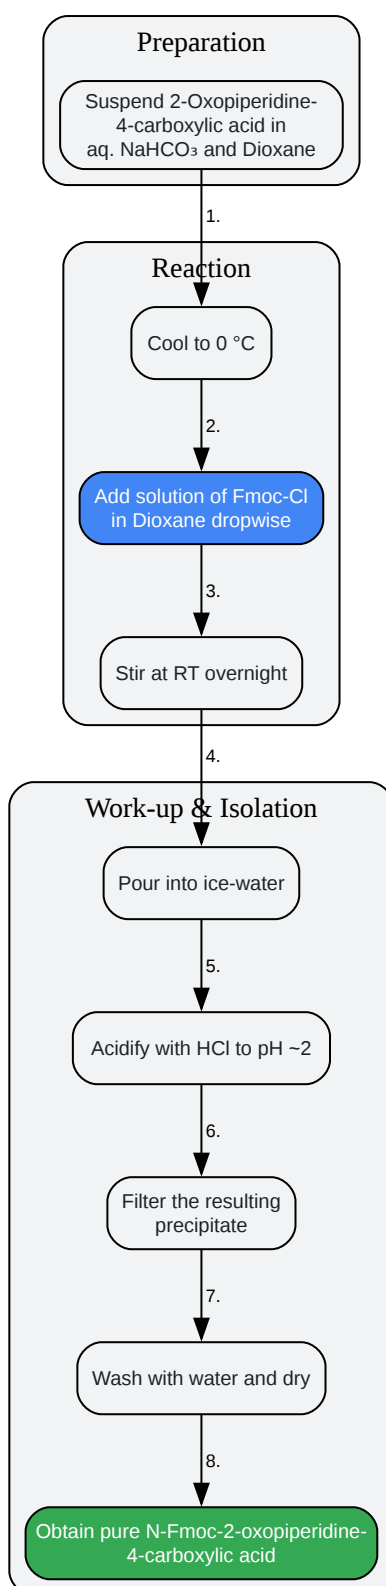 Preparation
Suspend 2-Oxopiperidine-
4-carboxylic acid in
aq. NaHCO₃ and Dioxane
1.
Reaction
Cool to 0 °C
2.
Add solution of Fmoc-Cl
in Dioxane dropwise
3.
Stir at RT overnight
4.
Work-up & Isolation
Pour into ice-water
5.
Acidify with HCl to pH ~2
6.
Filter the resulting
precipitate
7.
Wash with water and dry
8.
Obtain pure N-Fmoc-2-oxopiperidine-
4-carboxylic acid